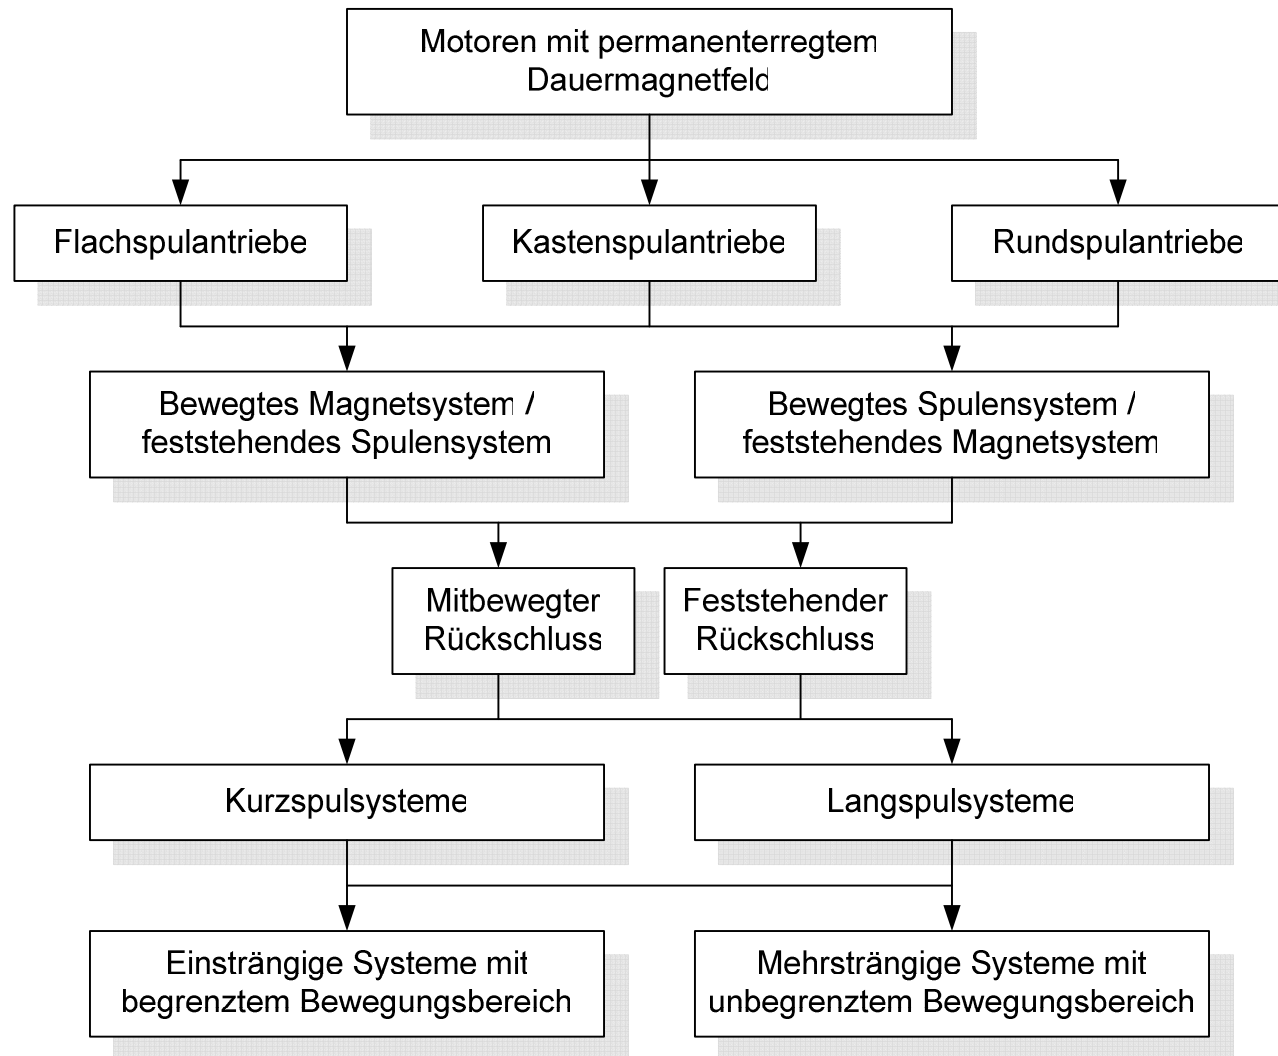 Motoren mit permanenterregtem
Dauermagnetfeld
Flachspulantriebe
Kastenspulantriebe
Rundspulantriebe
Bewegtes Magnetsystem /
feststehendes Spulensystem
Bewegtes Spulensystem /
feststehendes Magnetsystem
Mitbewegter
Rückschluss
Feststehender
Rückschluss
Kurzspulsysteme
Langspulsysteme
Einsträngige Systeme mit
begrenztem Bewegungsbereich
Mehrsträngige Systeme mit
unbegrenztem Bewegungsbereich